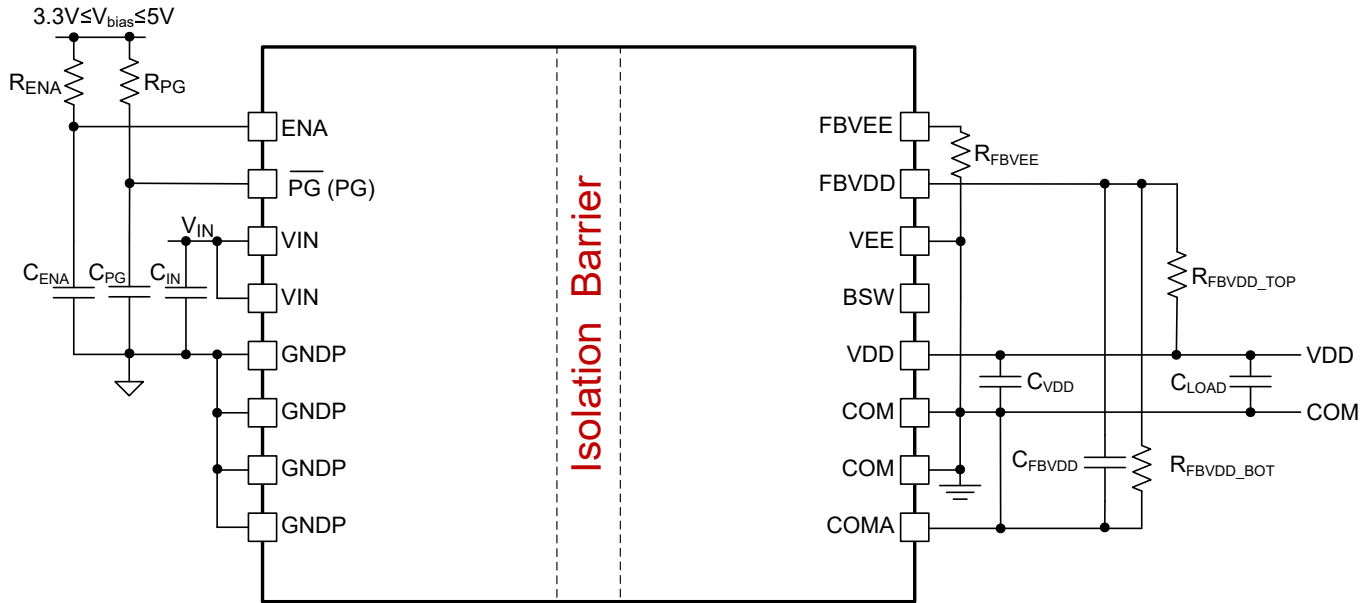 3.3V≤Vbias≤5V
RENA
RPG
ENA
PG (PG)
VIN
VIN
CENA
CPG
CIN
VIN
GNDP
GNDP
GNDP
GNDP
Isolation Barrier
FBVEE
RFBVEE
FBVDD
VEE
RFBVDD_TOP
BSW
VDD
VDD
CVDD
CLOAD
COM
COM
COM
CFBVDD
RFBVDD_BOT
COMA